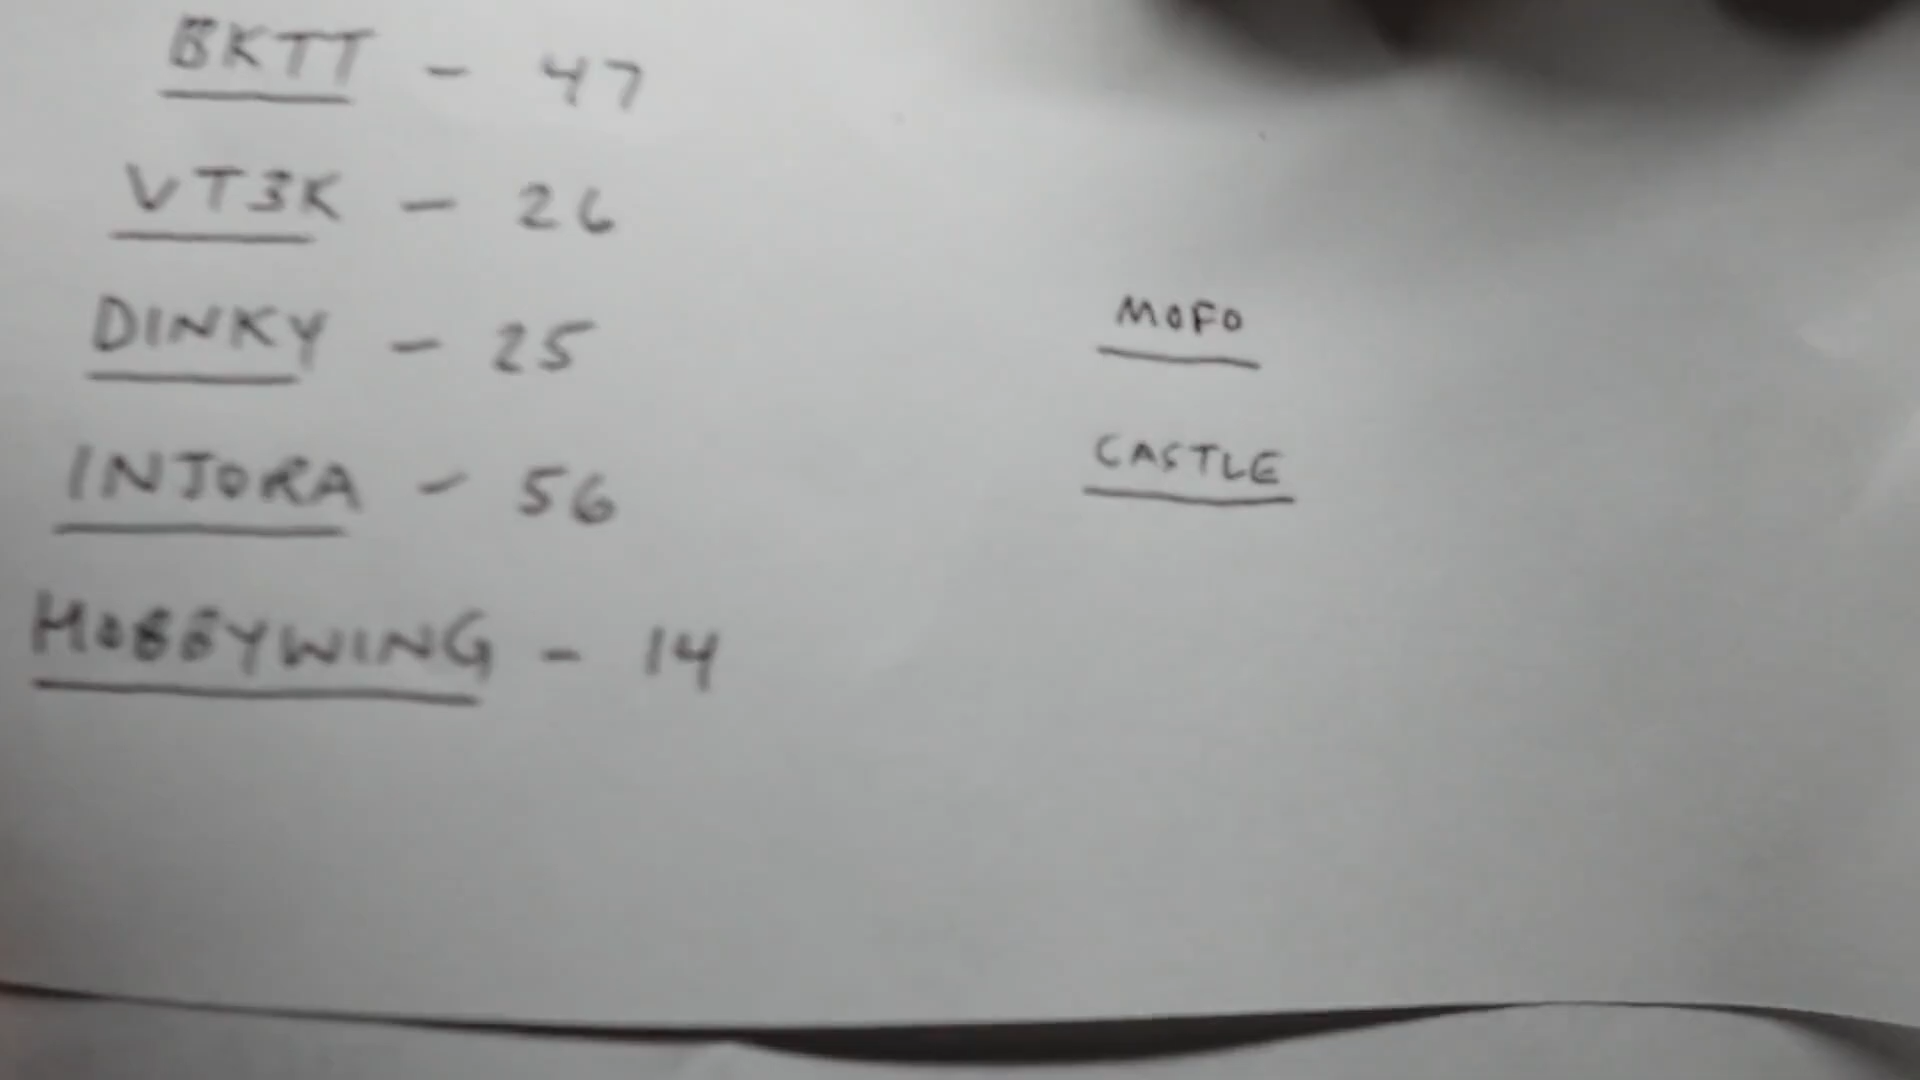 BKTT - 47
VT3K - 26
DINKY - 25
INJORA - 56
HOBBYWING - 14
MOFO
CASTLE